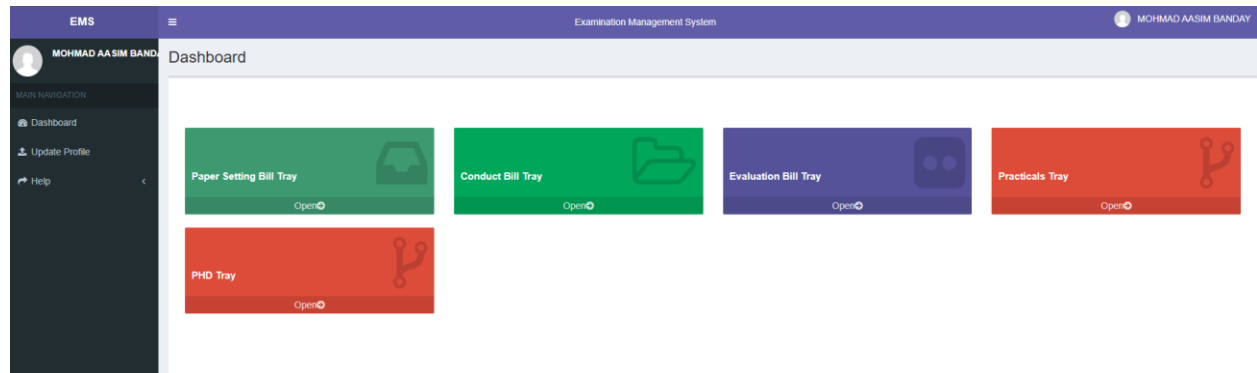 EMS
Examination Management System
MOHMAD AASIM BANDAY
MOHMAD AASIM BANDA
Dashboard
MAIN NAVIGATION
Dashboard
Update Profile
Help
Paper Setting Bill Tray
Open
Conduct Bill Tray
Open
Evaluation Bill Tray
Open
Practicals Tray
Open
PHD Tray
Open